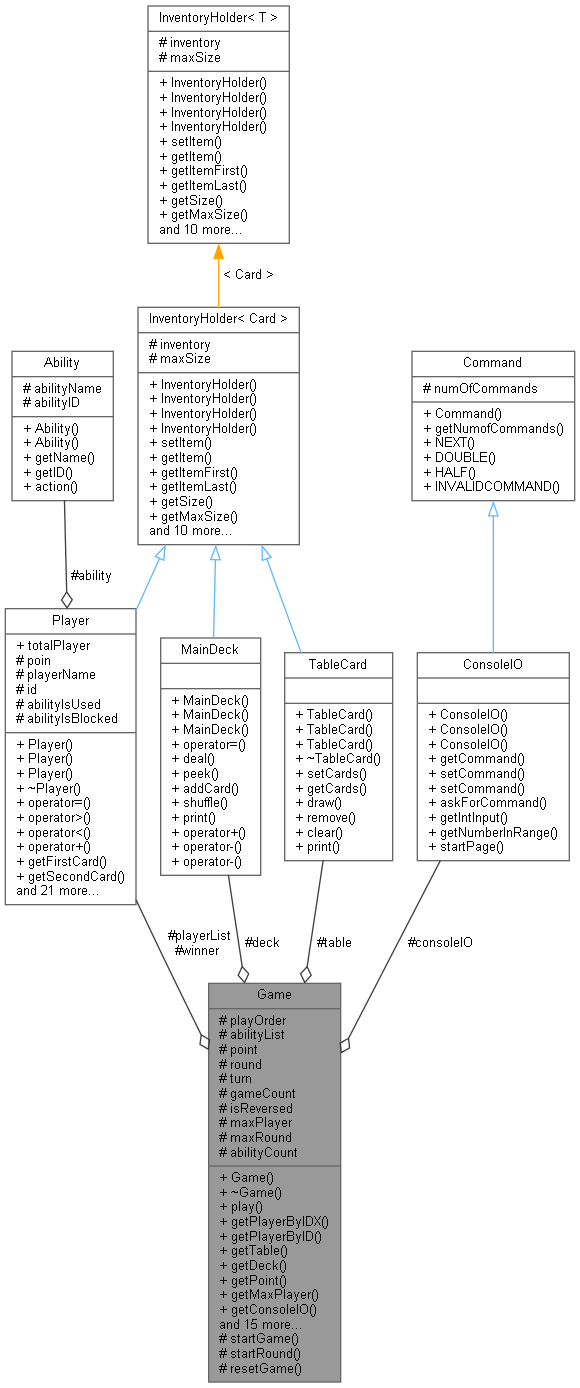 InventoryHolder< T >
# inventory
# maxSize
+ InventoryHolder()
+ InventoryHolder()
+ InventoryHolder()
+ InventoryHolder()
+ setItem()
+ getItem()
+ getItemFirst()
+ getItemLast()
+ getSize()
+ getMaxSize()
and 10 more...
< Card >
InventoryHolder< Card >
# inventory
# maxSize
+ InventoryHolder()
+ InventoryHolder()
+ InventoryHolder()
+ InventoryHolder()
+ setItem()
+ getItem()
+ getItemFirst()
+ getItemLast()
+ getSize()
+ getMaxSize()
and 10 more...
Ability
# abilityName
# abilityID
+ Ability()
+ Ability()
+ getName()
+ getID()
+ action()
Command
# numOfCommands
+ Command()
+ getNumofCommands()
+ NEXT()
+ DOUBLE()
+ HALF()
+ INVALIDCOMMAND()
#ability
Player
+ totalPlayer
# poin
# playerName
# id
# abilityIsUsed
# abilityIsBlocked
+ Player()
+ Player()
+ Player()
+ ~Player()
+ operator=()
+ operator>()
+ operator<()
+ operator+()
+ getFirstCard()
+ getSecondCard()
and 21 more...
MainDeck
+ MainDeck()
+ MainDeck()
+ MainDeck()
+ operator=()
+ deal()
+ peek()
+ addCard()
+ shuffle()
+ print()
+ operator+()
+ operator-()
+ operator-()
TableCard
+ TableCard()
+ TableCard()
+ TableCard()
+ ~TableCard()
+ setCards()
+ getCards()
+ draw()
+ remove()
+ clear()
+ print()
ConsoleIO
+ ConsoleIO()
+ ConsoleIO()
+ ConsoleIO()
+ getCommand()
+ setCommand()
+ setCommand()
+ askForCommand()
+ getIntInput()
+ getNumberInRange()
+ startPage()
#playerList
#winner
#deck
#table
#consoleIO
Game
# playOrder
# abilityList
# point
# round
# turn
# gameCount
# isReversed
# maxPlayer
# maxRound
# abilityCount
+ Game()
+ ~Game()
+ play()
+ getPlayerByIDX()
+ getPlayerByID()
+ getTable()
+ getDeck()
+ getPoint()
+ getMaxPlayer()
+ getConsoleIO()
and 15 more...
# startGame()
# startRound()
# resetGame()